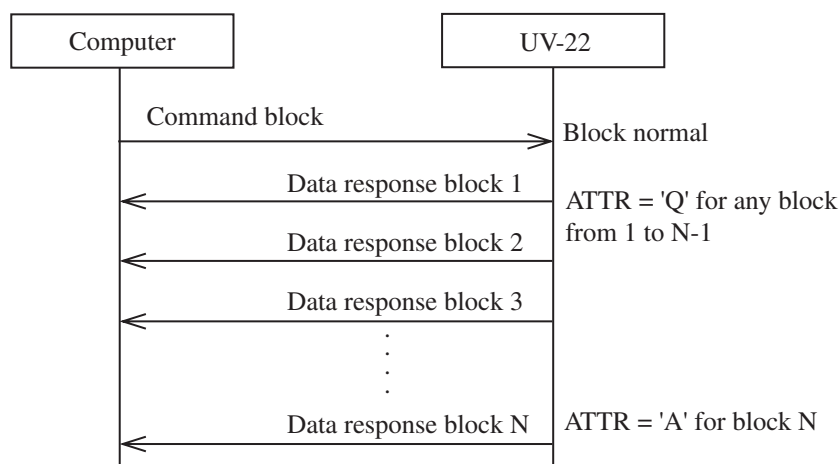 Computer
UV-22
Command block
Block normal
Data response block 1
ATTR = 'Q' for any block
from 1 to N-1
Data response block 2
Data response block 3
Data response block N
ATTR = 'A' for block N